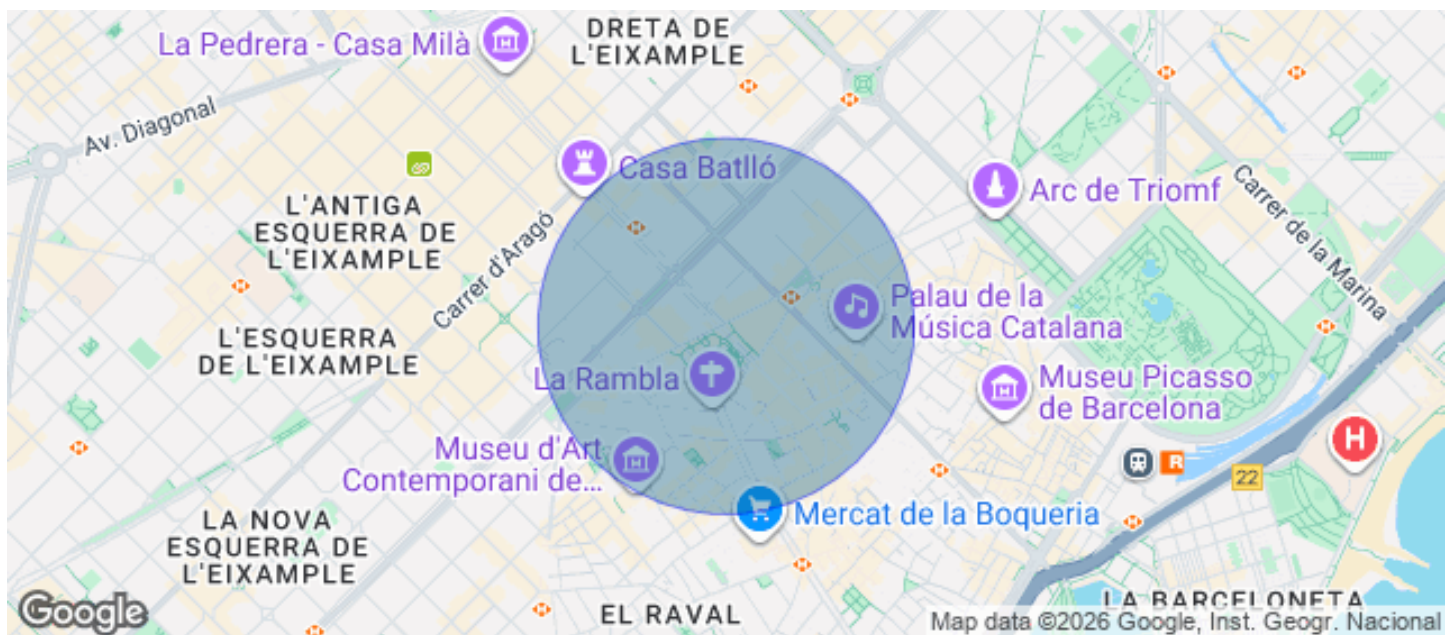 La Pedrera - Casa Milà
DRETA DE
L'EIXAMPLE
Av. Diagonal
Casa Batlló
Arc de Triomf
Carrer de la Marina
L'ANTIGA
ESQUERRA DE
L'EIXAMPLE
Carrer d'Aragó
Palau de la
Música Catalana
L'ESQUERRA
DE L'EIXAMPLE
La Rambla
Museu Picasso
de Barcelona
H
Museu d'Art
Contemporani de...
R
22
Mercat de la Boqueria
LA NOVA
ESQUERRA DE
L'EIXAMPLE
EL RAVAL
LA BARCELONETA
Google
Map data ©2026 Google, Inst. Geogr. Nacional